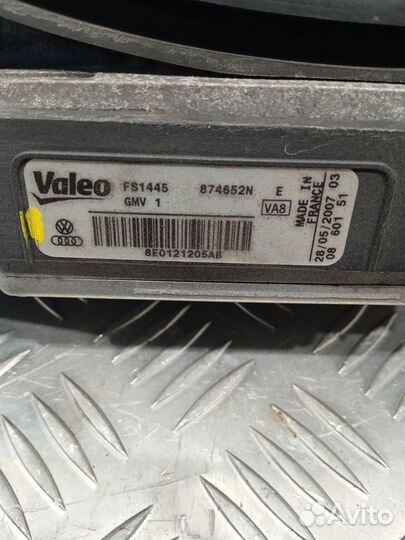 Valeo FS1445 874652N E
GMV 1 VA8
8E0121205AB
MADE IN
FRANCE
28/05/2007 03
08 601 51
Avito